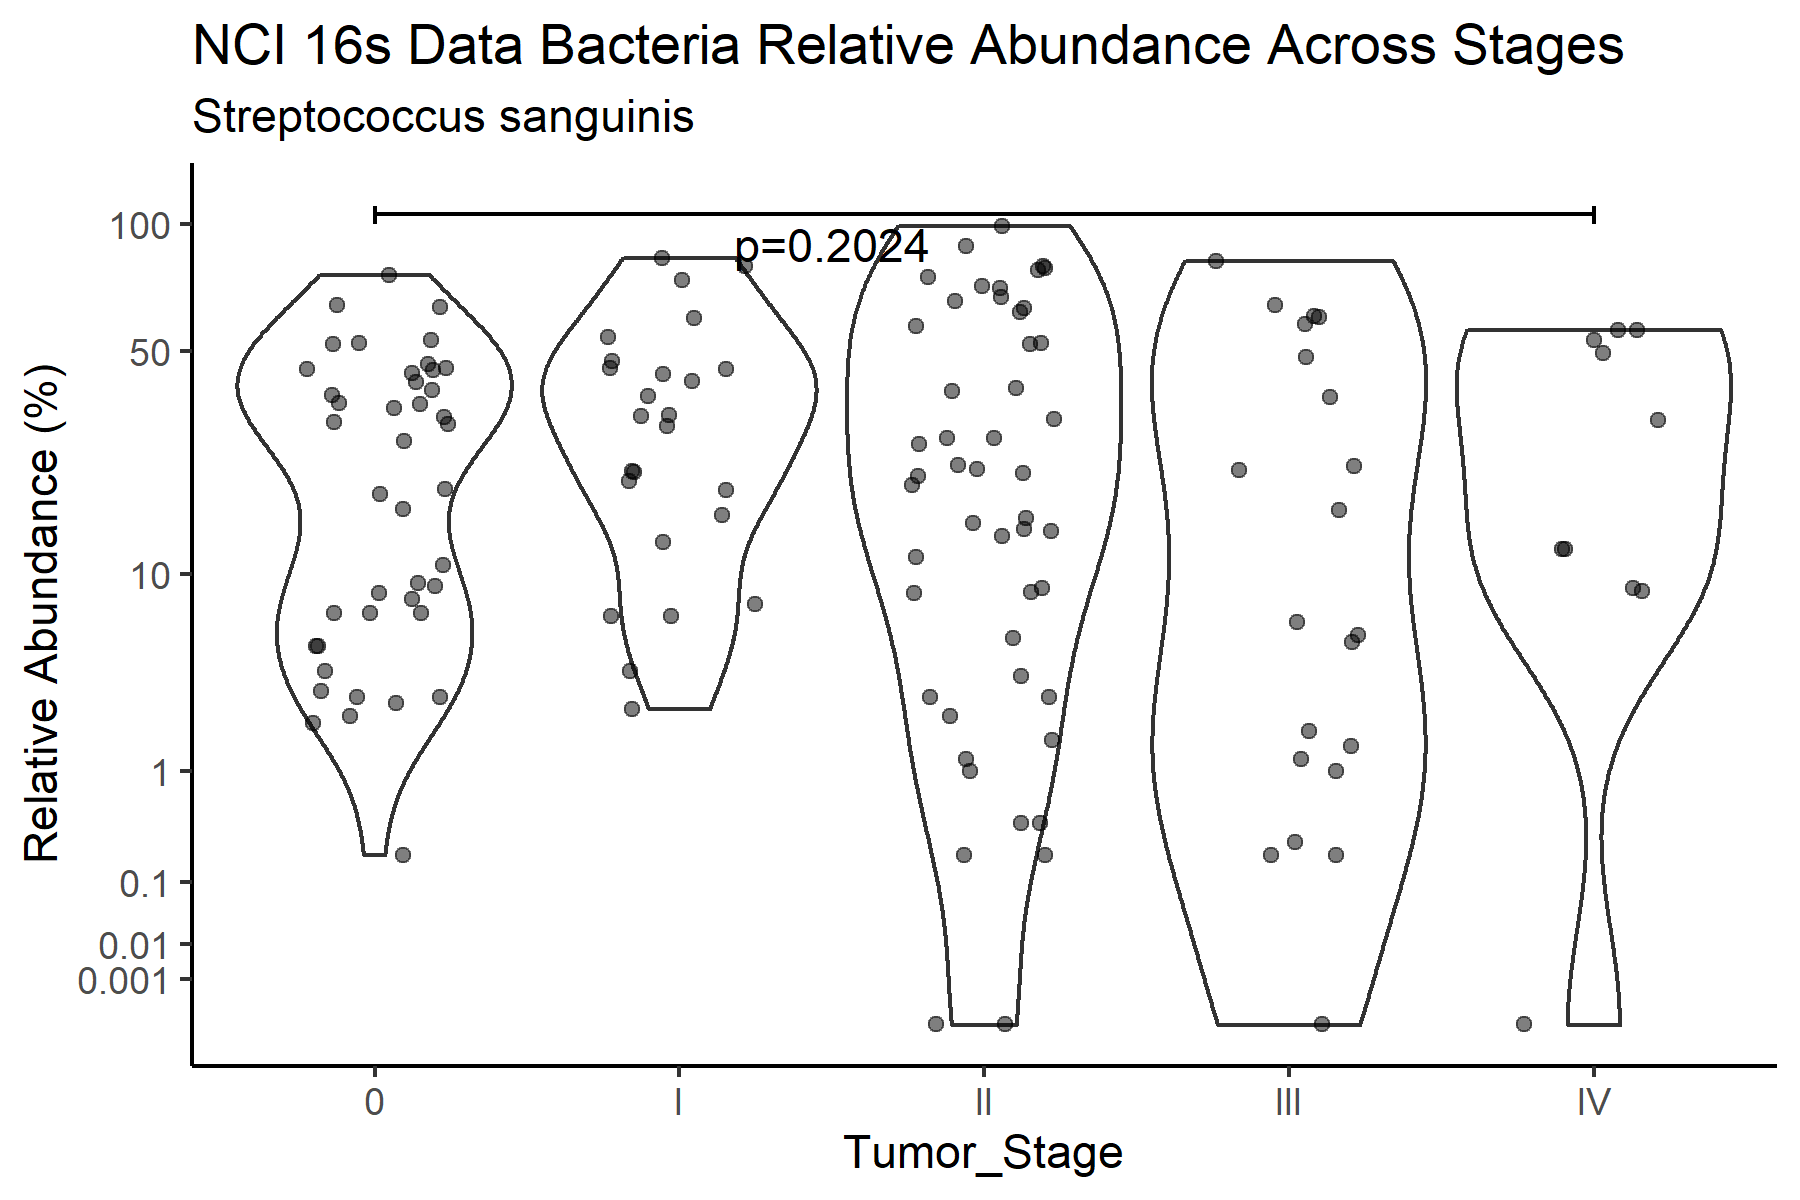 NCI 16s Data Bacteria Relative Abundance Across Stages
Streptococcus sanguinis
p=0.2024
Relative Abundance (%)
100
50
10
1
0.1
0.01
0.001
0 I II III IV
Tumor_Stage